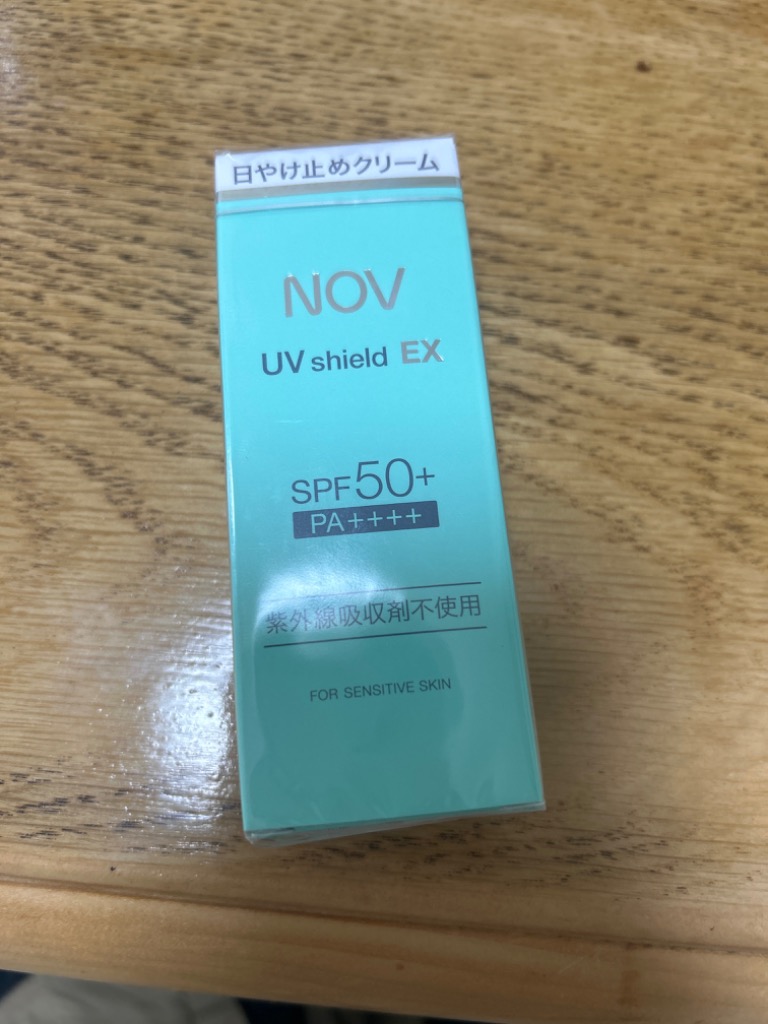 日やけ止めクリーム
NOV
UV shield EX
SPF50+
PA++++
紫外線吸収剤不使用
FOR SENSITIVE SKIN